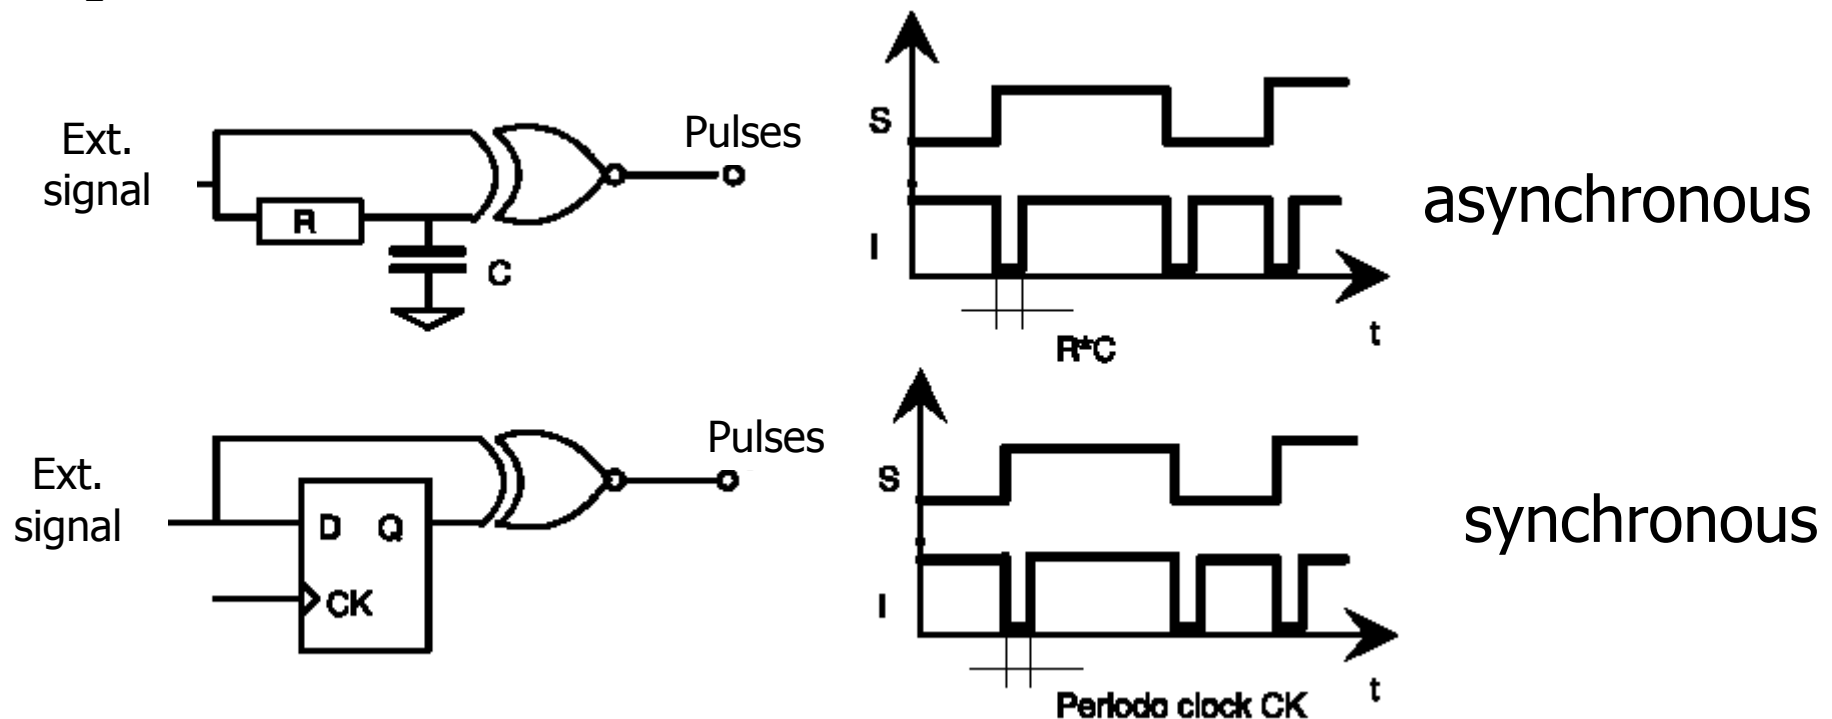 Ext.
signal
R
C
Pulses
S
I
t
R*C
asynchronous
Ext.
signal
D Q
CK
Pulses
S
I
t
Periodo clock CK
synchronous